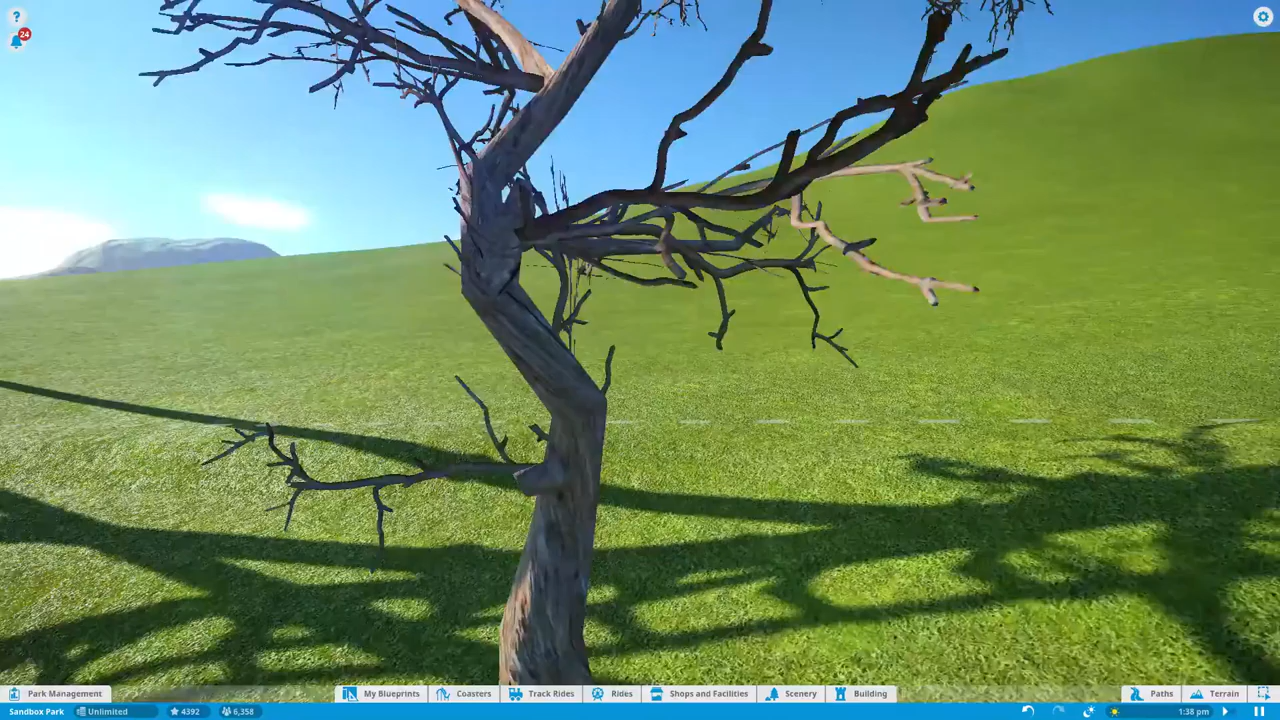 ?
24
Park Management
My Blueprints
Coasters
Track Rides
Rides
Shops and Facilities
Scenery
Building
Paths
Terrain
Sandbox Park
Unlimited
4392
6,358
1:38 pm